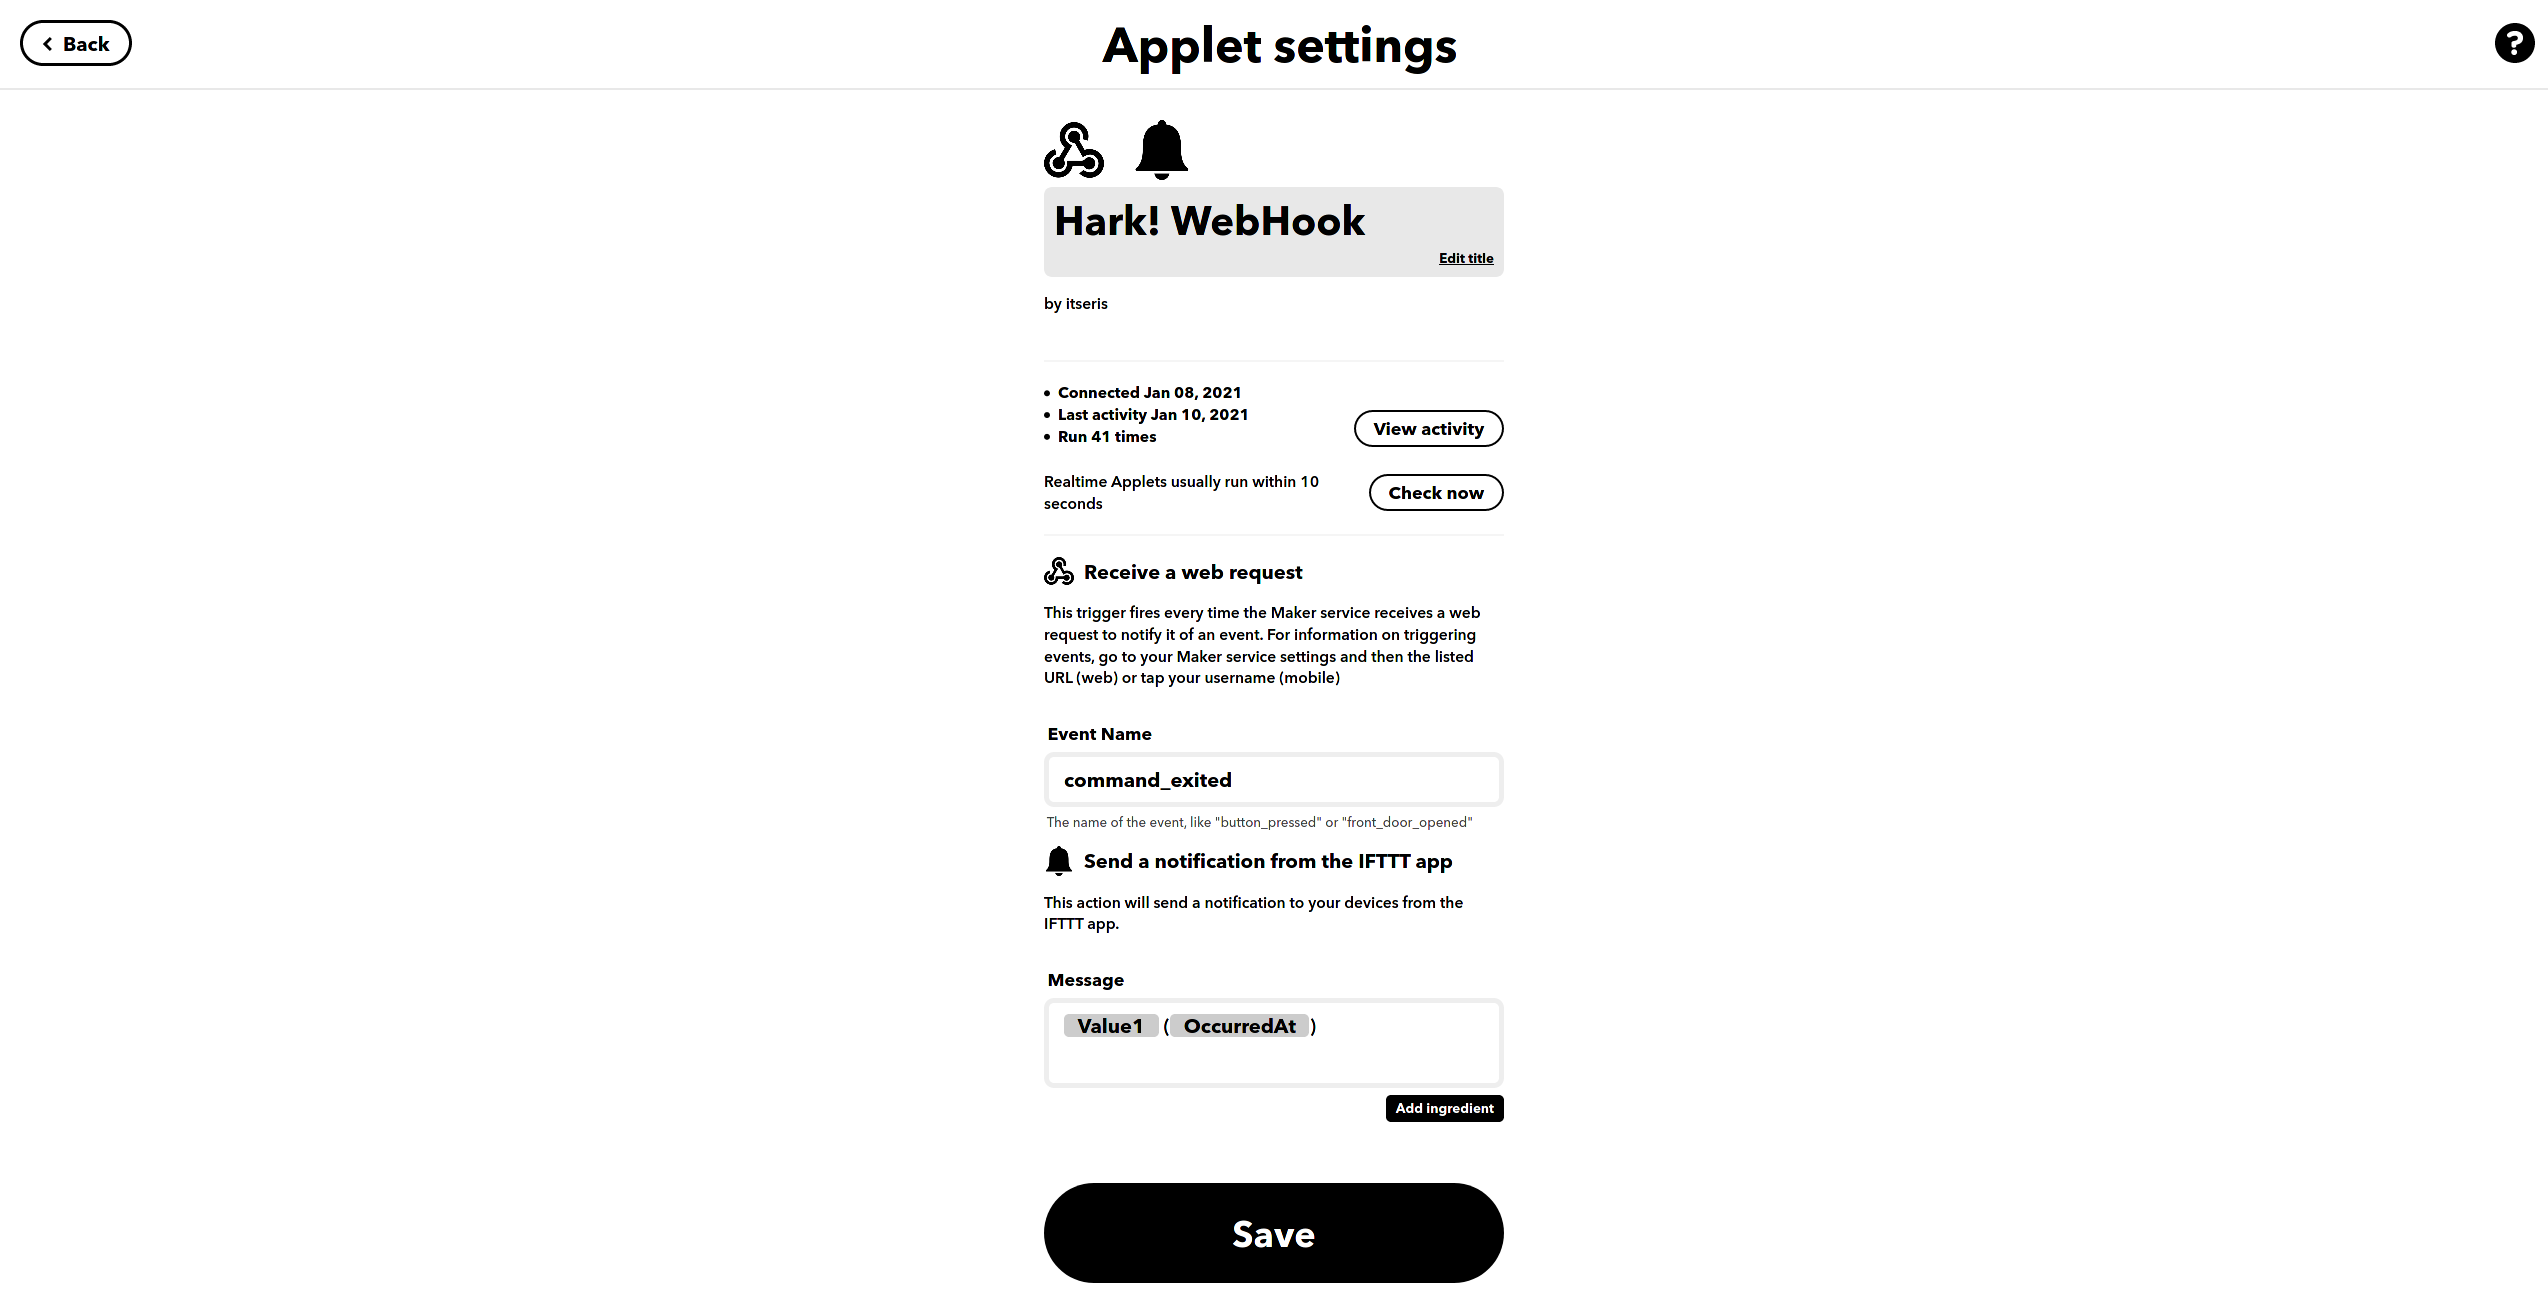 Back
Applet settings
?
Hark! WebHook
Edit title
by itseris
• Connected Jan 08, 2021
• Last activity Jan 10, 2021
• Run 41 times
View activity
Realtime Applets usually run within 10
seconds
Check now
Receive a web request
This trigger fires every time the Maker service receives a web
request to notify it of an event. For information on triggering
events, go to your Maker service settings and then the listed
URL (web) or tap your username (mobile)
Event Name
command_exited
The name of the event, like "button_pressed" or "front_door_opened"
Send a notification from the IFTTT app
This action will send a notification to your devices from the
IFTTT app.
Message
Value1 ( OccurredAt )
Add ingredient
Save